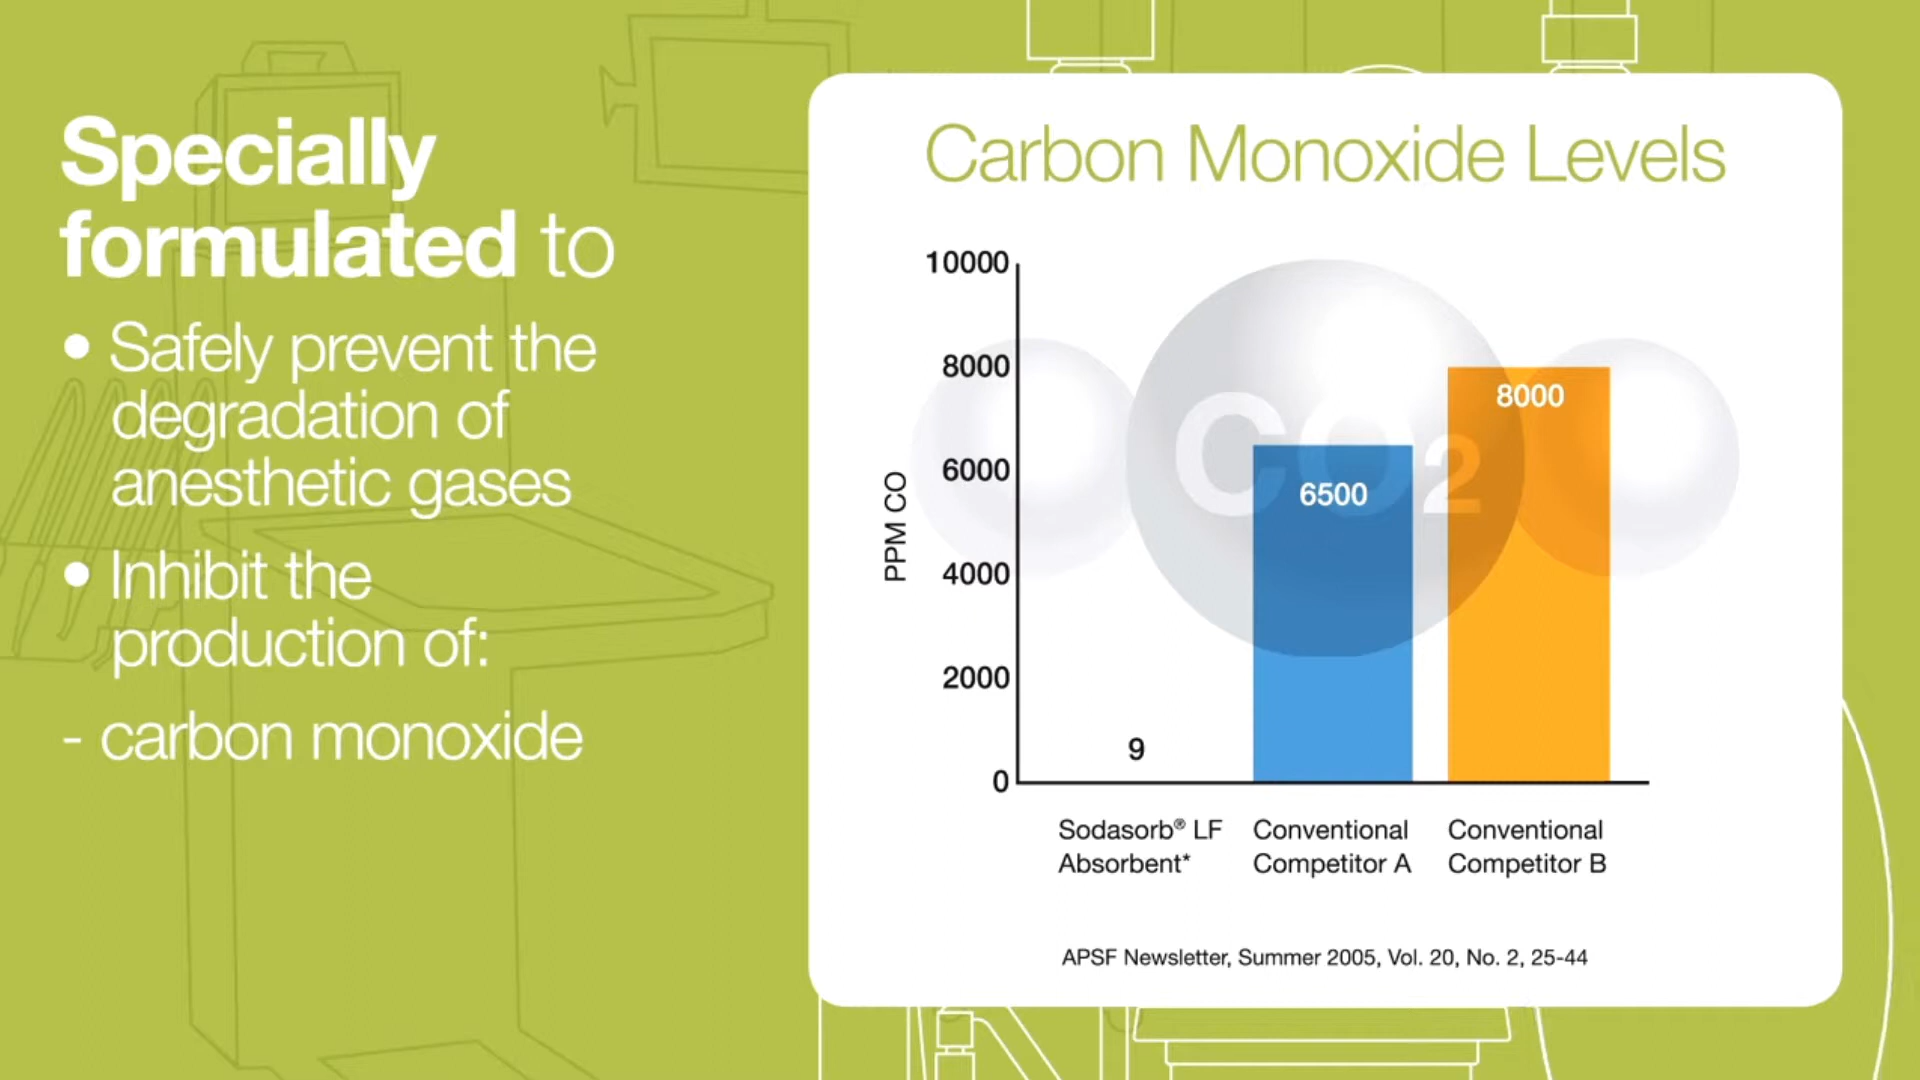 Specially
formulated to
• Safely prevent the
degradation of
anesthetic gases
• Inhibit the
production of:
- carbon monoxide
Carbon Monoxide Levels
PPM CO
10000
8000
6000
4000
2000
0
CO2
9
6500
8000
Sodasorb® LF
Absorbent*
Conventional
Competitor A
Conventional
Competitor B
APSF Newsletter, Summer 2005, Vol. 20, No. 2, 25-44